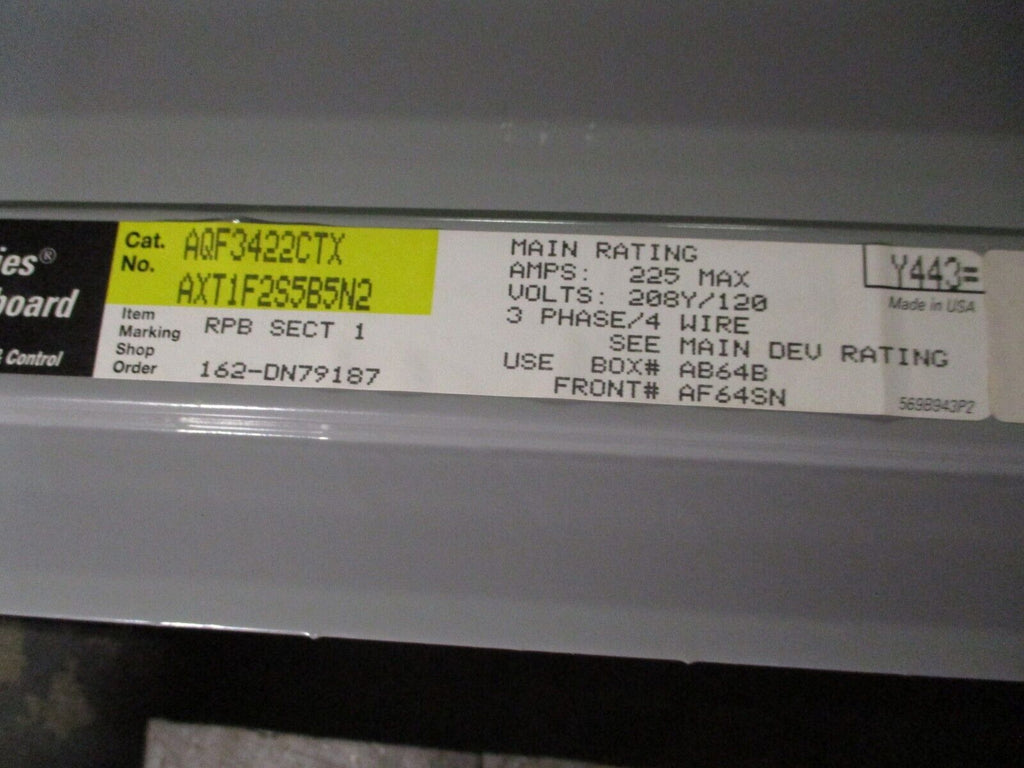 ies®
board
& Control
Cat. No. AQF3422CTX
AXT1F2S5B5N2
Item Marking RPB SECT 1
Shop Order 162-DN79187
MAIN RATING
AMPS: 225 MAX
VOLTS: 208Y/120
3 PHASE/4 WIRE
SEE MAIN DEV RATING
USE BOX# AB64B
FRONT# AF64SN
Y443=
Made in USA
569B943P2